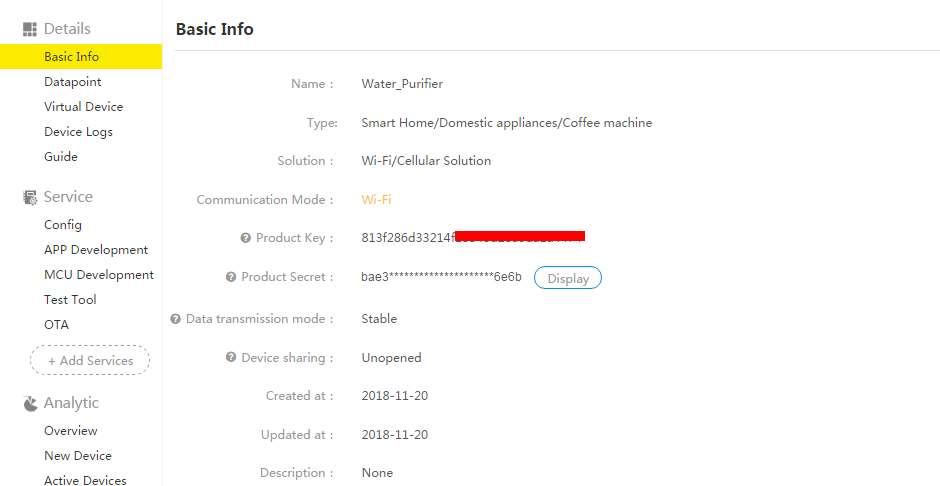 Details
Basic Info
Datapoint
Virtual Device
Device Logs
Guide
Service
Config
APP Development
MCU Development
Test Tool
OTA
+ Add Services
Analytic
Overview
New Device
Active Devices
Basic Info
Name : Water_Purifier
Type: Smart Home/Domestic appliances/Coffee machine
Solution : Wi-Fi/Cellular Solution
Communication Mode : Wi-Fi
Product Key : 813f286d33214f
Product Secret : bae3*********************6e6b Display
Data transmission mode : Stable
Device sharing : Unopened
Created at : 2018-11-20
Updated at : 2018-11-20
Description : None